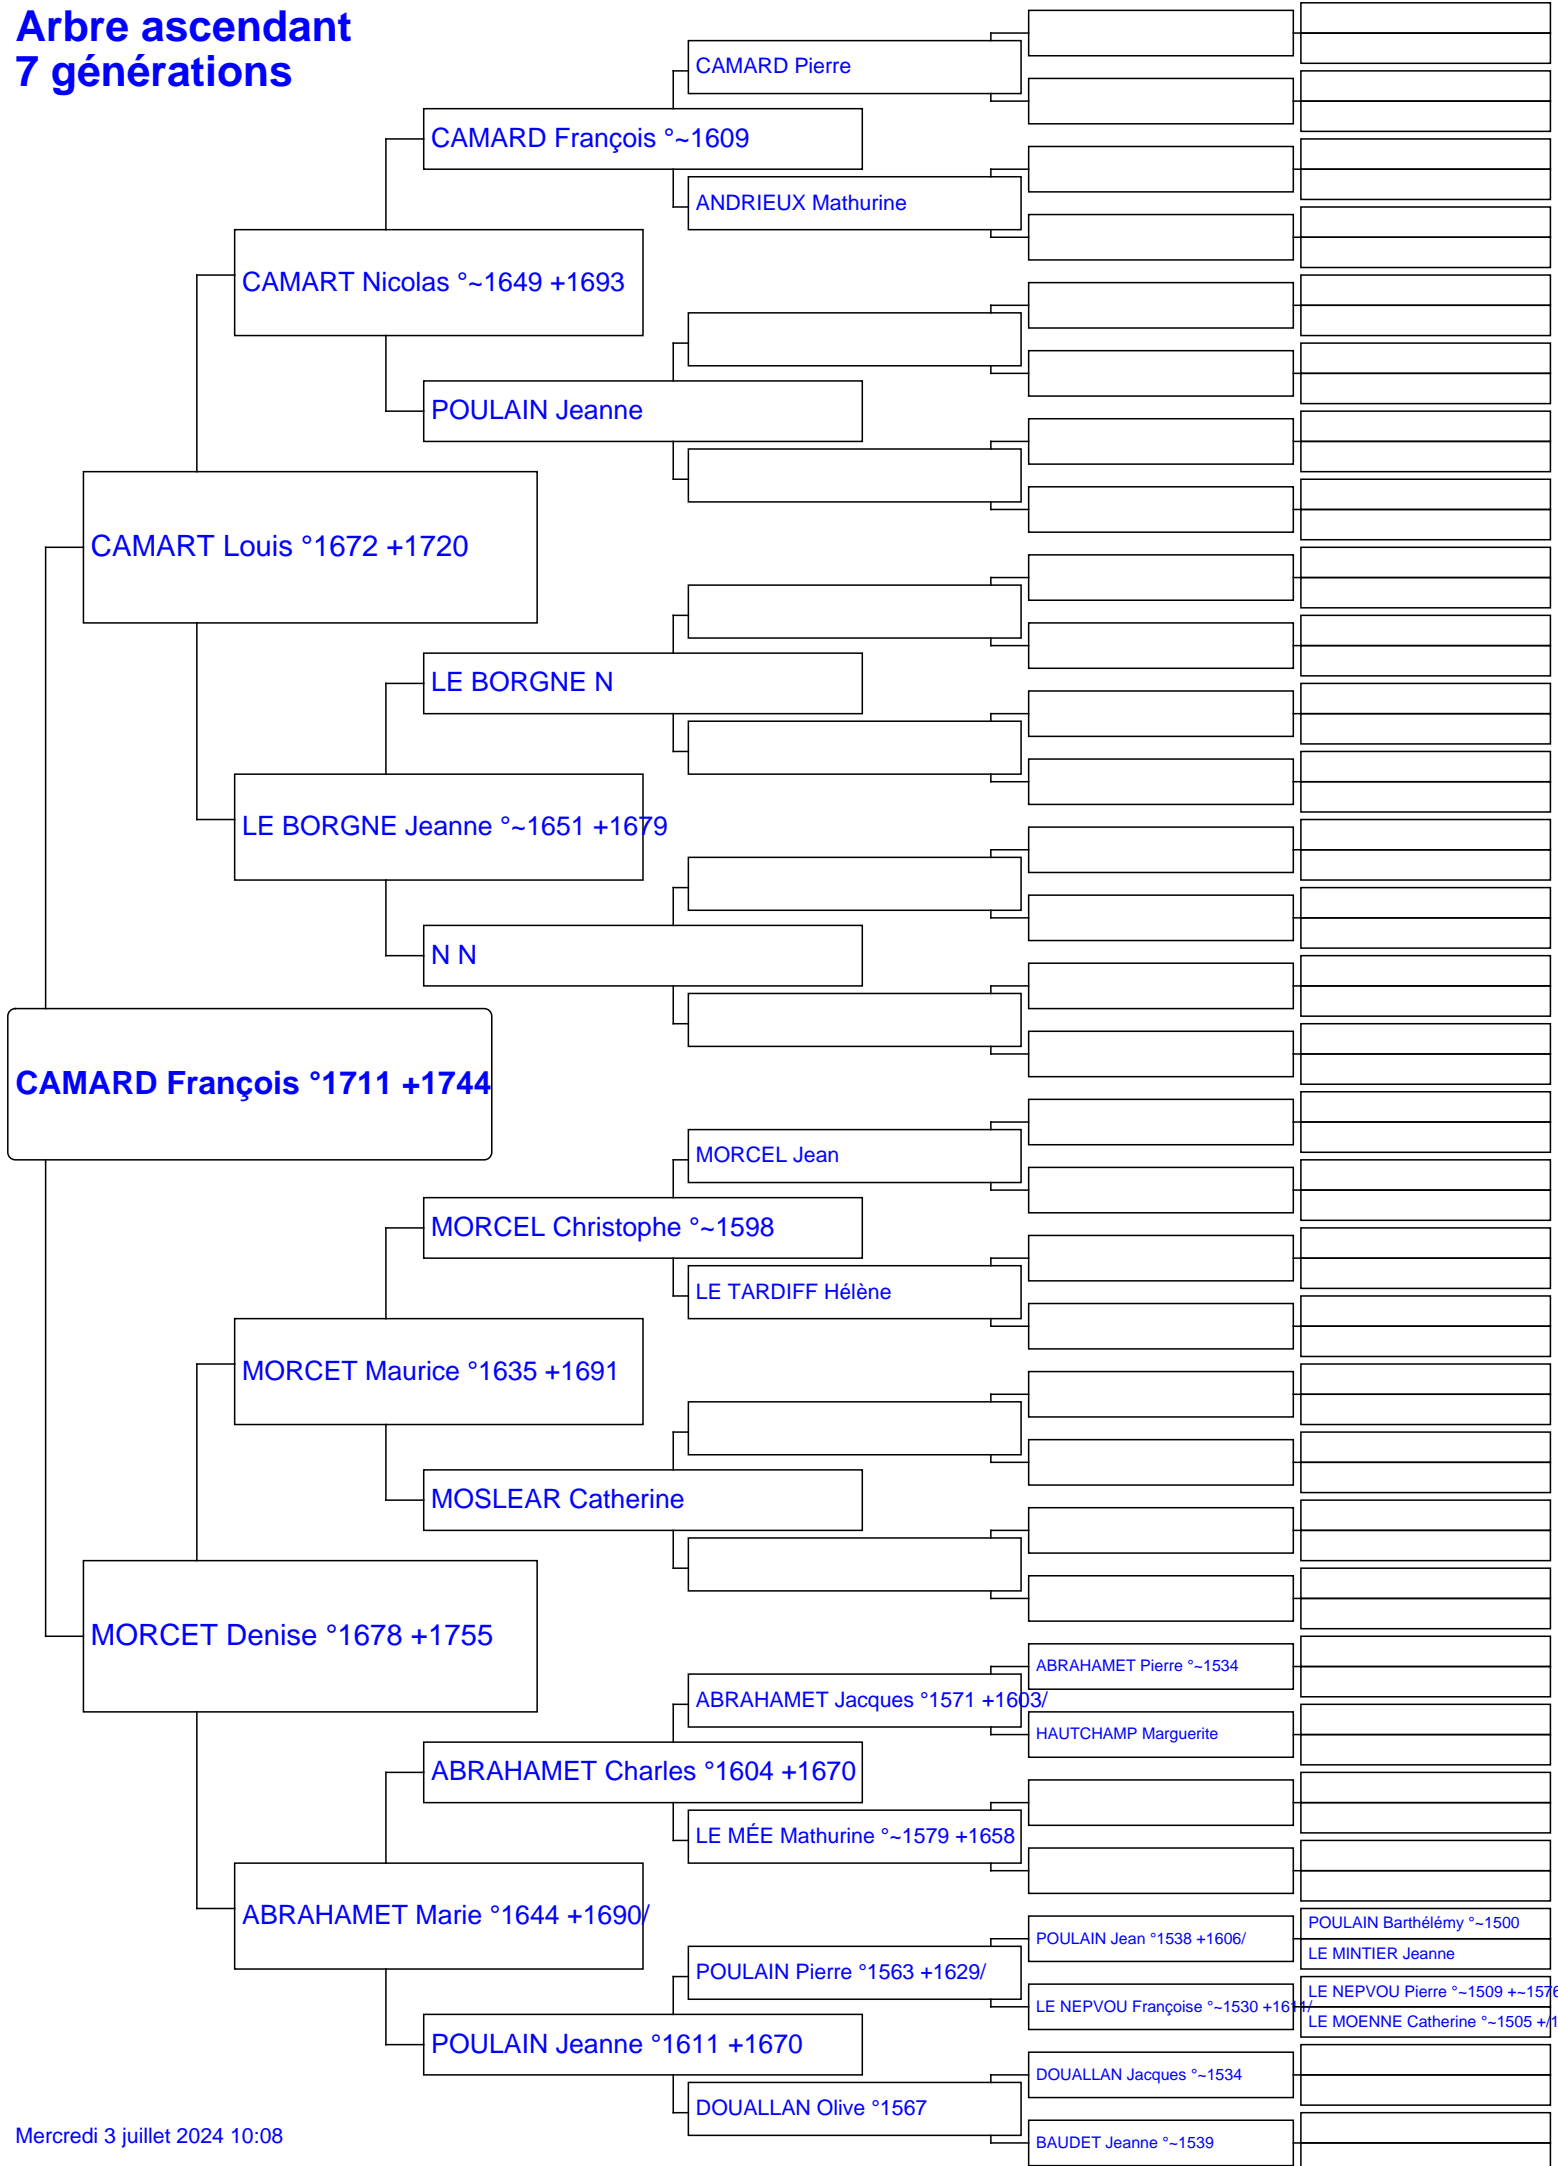 Arbre ascendant
7 générations
CAMARD Pierre
CAMARD François °~1609
ANDRIEUX Mathurine
CAMART Nicolas °~1649 +1693
POULAIN Jeanne
CAMART Louis °1672 +1720
LE BORGNE N
LE BORGNE Jeanne °~1651 +1679
N N
CAMARD François °1711 +1744
MORCEL Jean
MORCEL Christophe °~1598
LE TARDIFF Hélène
MORCET Maurice °1635 +1691
MOSLEAR Catherine
MORCET Denise °1678 +1755
ABRAHAMET Pierre °~1534
ABRAHAMET Jacques °1571 +1603/
HAUTCHAMP Marguerite
ABRAHAMET Charles °1604 +1670
LE MÉE Mathurine °~1579 +1658
ABRAHAMET Marie °1644 +1690/
POULAIN Barthélémy °~1500
POULAIN Jean °1538 +1606/
LE MINTIER Jeanne
POULAIN Pierre °1563 +1629/
LE NEPVOU Pierre °~1509 +~1576
LE NEPVOU Françoise °~1530 +1611/
LE MOENNE Catherine °~1505 +/1
POULAIN Jeanne °1611 +1670
DOUALLAN Jacques °~1534
DOUALLAN Olive °1567
BAUDET Jeanne °~1539
Mercredi 3 juillet 2024 10:08